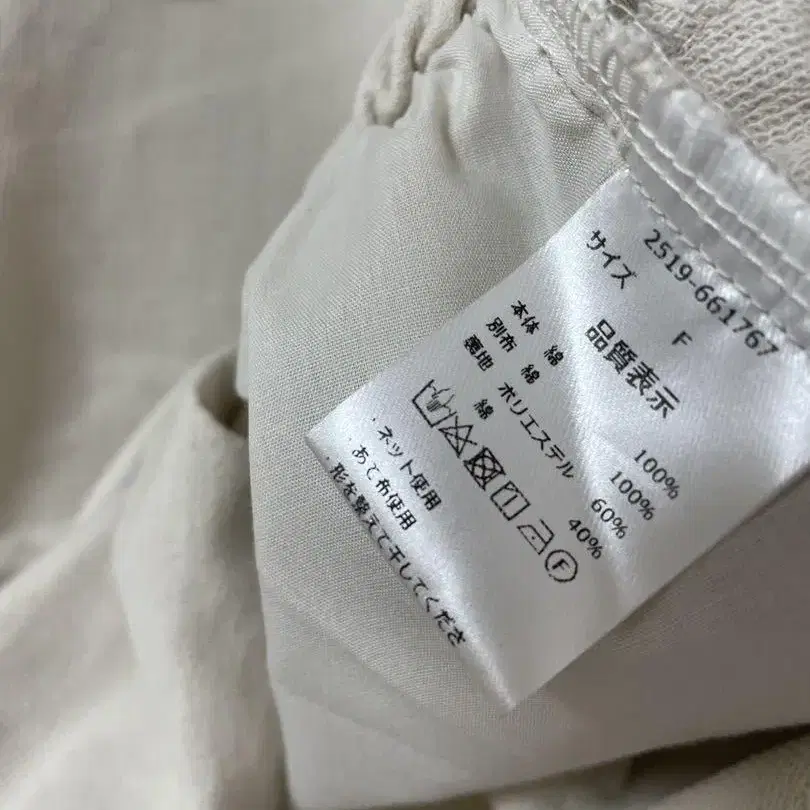 2519-661767
サイズ F
品質表示
本体 綿 100%
別布 綿 100%
裏地 ポリエステル 60%
綿 40%
F
・ネット使用
・あて布使用
・形を整えて干してくださ